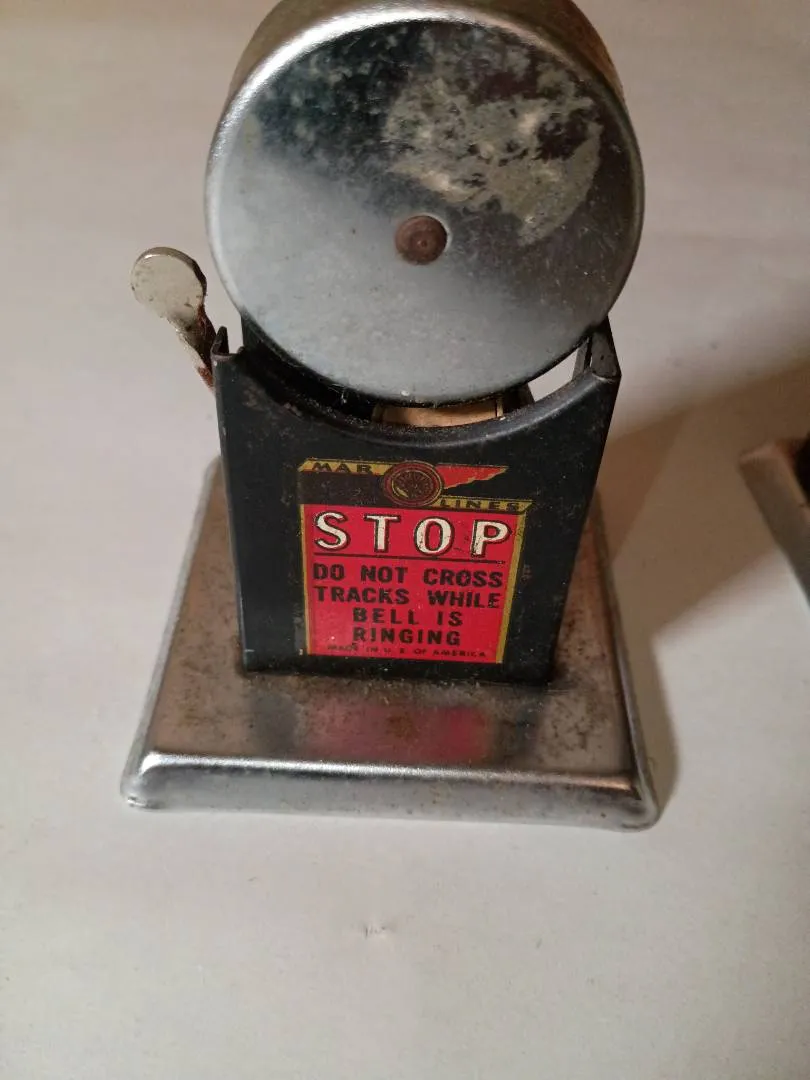 MAR
LINES
STOP
DO NOT CROSS
TRACKS WHILE
BELL IS
RINGING
MADE IN U. S. OF AMERICA